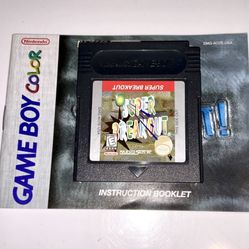 Nintendo
GAME BOY COLOR
SUPER BREAKOUT
SUPER
BREAKOUT
T!
INSTRUCTION BOOKLET